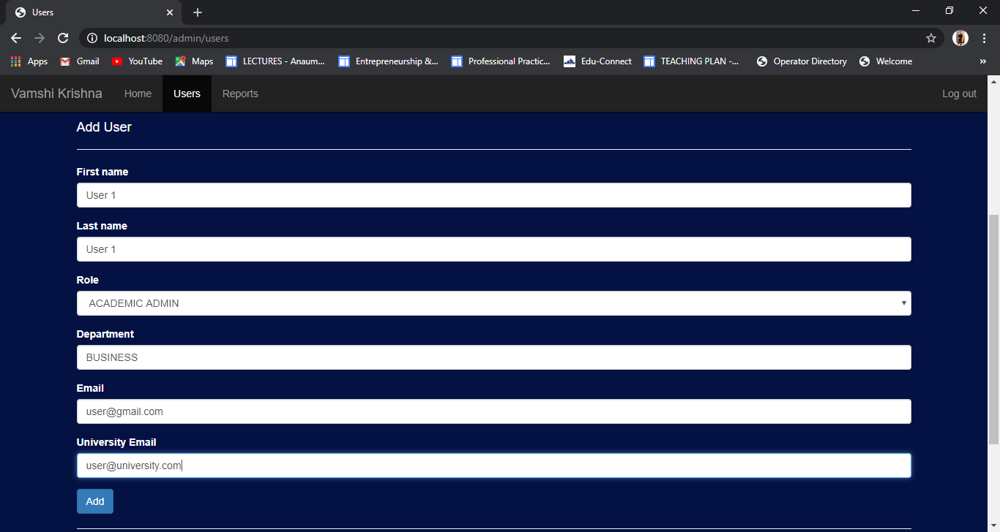 Users
localhost:8080/admin/users
Apps Gmail YouTube Maps LECTURES - Anaum... Entrepreneurship &... Professional Practic... Edu-Connect TEACHING PLAN -... Operator Directory Welcome »
Vamshi Krishna Home Users Reports Log out
Add User
First name
User 1
Last name
User 1
Role
ACADEMIC ADMIN
Department
BUSINESS
Email
user@gmail.com
University Email
user@university.com
Add